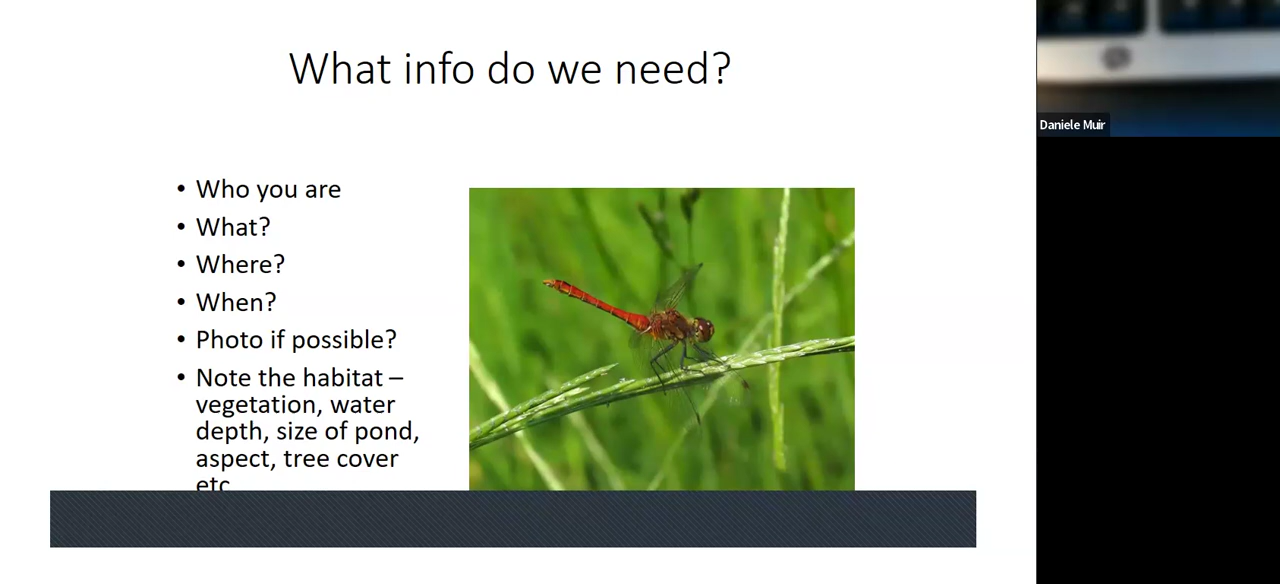 What info do we need?
• Who you are
• What?
• Where?
• When?
• Photo if possible?
• Note the habitat –
vegetation, water
depth, size of pond,
aspect, tree cover
etc
Daniele Muir